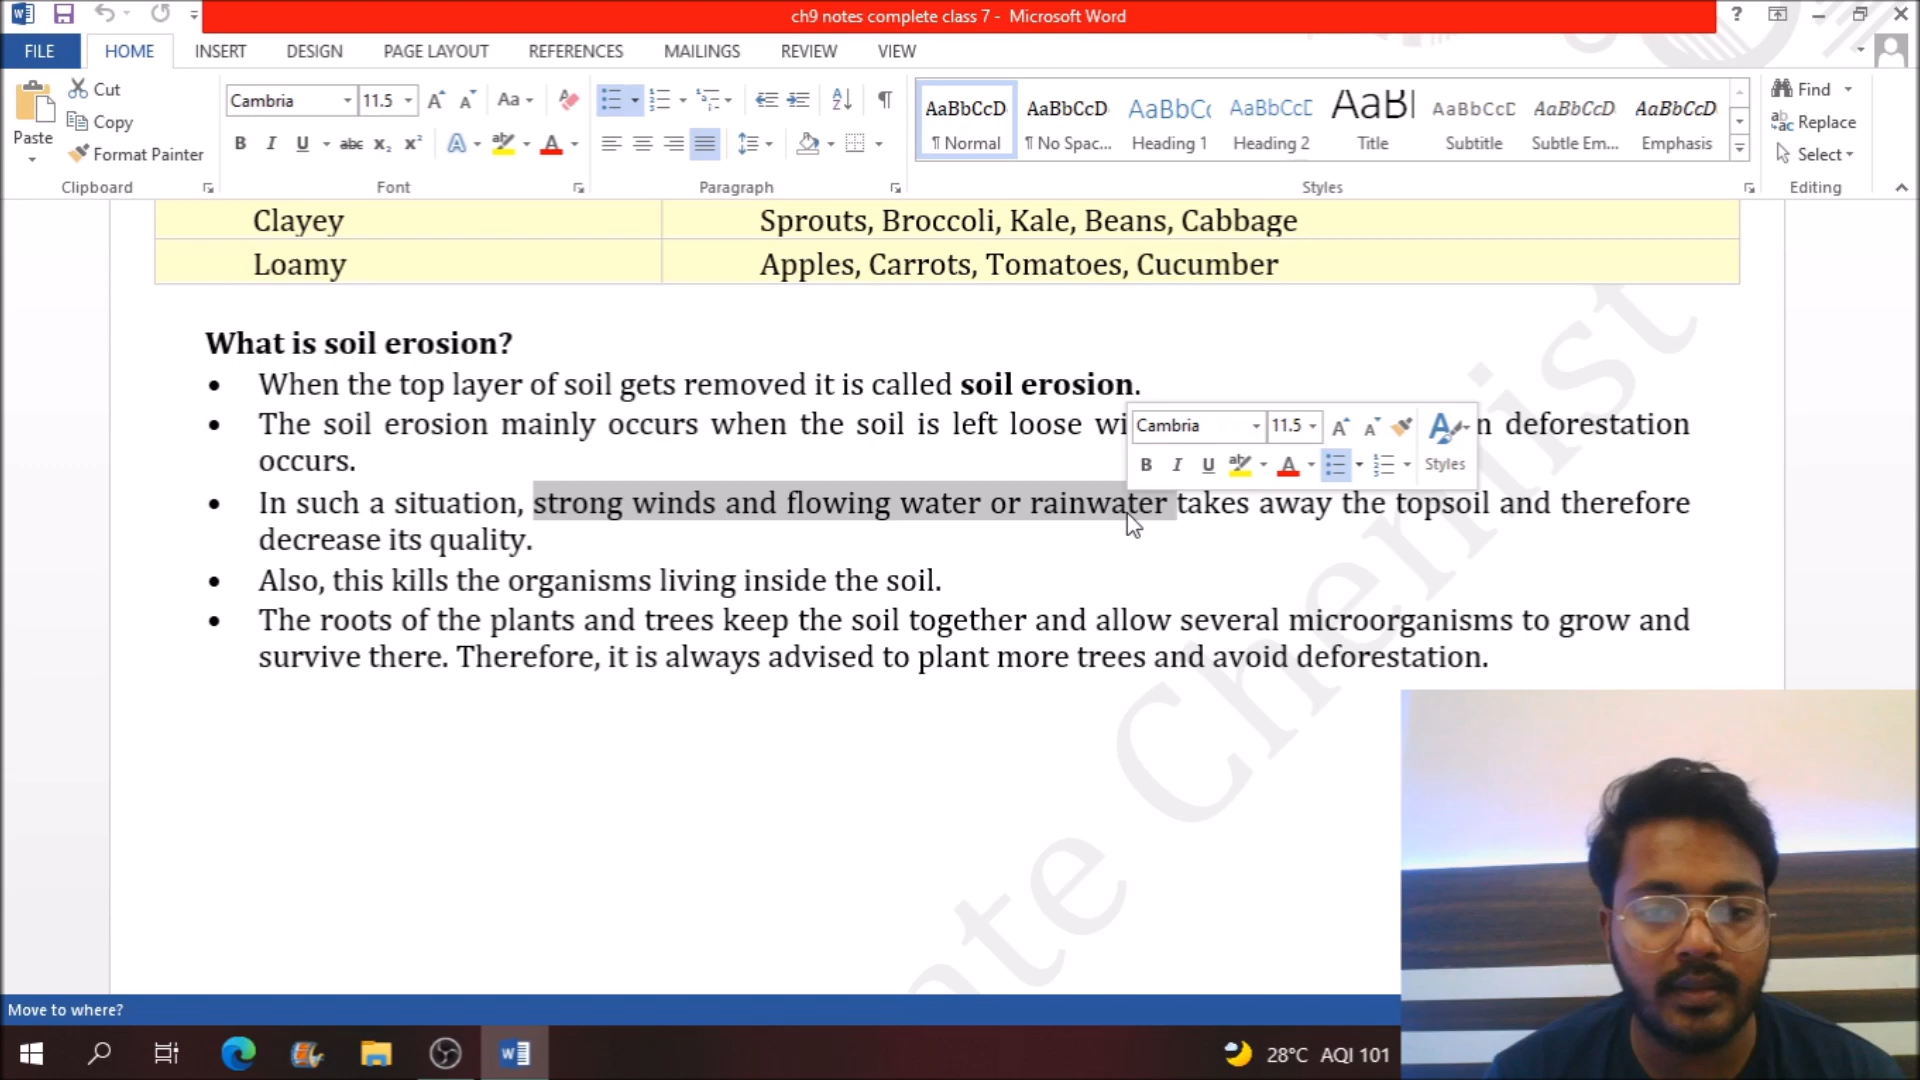 ch9 notes complete class 7 - Microsoft Word
FILE HOME INSERT DESIGN PAGE LAYOUT REFERENCES MAILINGS REVIEW VIEW
Cut
Copy
Format Painter
Paste
Clipboard
Cambria 11.5
Font
Paragraph
AaBbCcD AaBbCcD AaBbC AaBbCcD AaBl AaBbCcD AaBbCcD AaBbCcD
¶ Normal ¶ No Spac... Heading 1 Heading 2 Title Subtitle Subtle Em... Emphasis
Styles
Find
Replace
Select
Editing
Clayey Sprouts, Broccoli, Kale, Beans, Cabbage
Loamy Apples, Carrots, Tomatoes, Cucumber
What is soil erosion?
• When the top layer of soil gets removed it is called soil erosion.
• The soil erosion mainly occurs when the soil is left loose wi n deforestation
occurs.
Cambria 11.5
B I U Styles
• In such a situation, strong winds and flowing water or rainwater takes away the topsoil and therefore
decrease its quality.
• Also, this kills the organisms living inside the soil.
• The roots of the plants and trees keep the soil together and allow several microorganisms to grow and
survive there. Therefore, it is always advised to plant more trees and avoid deforestation.
ate Chemist
Move to where?
28°C AQI 101